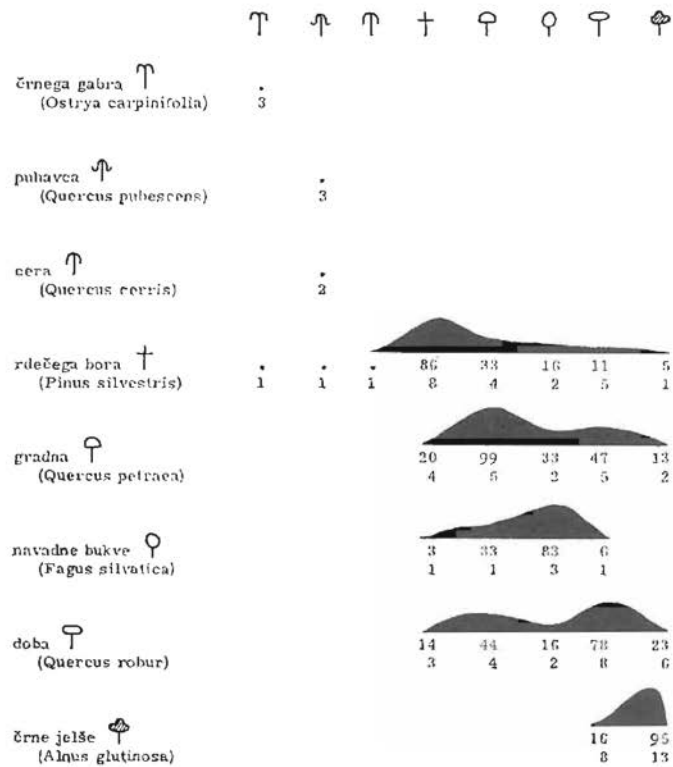 črnega gabra
(Ostrya carpinifolia) 3
puhavca
(Quercus pubescens) 3
cera
(Quercus cerris) 2
rdečega bora 86 33 16 11 5
(Pinus silvestris) 1 1 1 8 4 2 5 1
gradna 20 99 33 47 13
(Quercus petraea) 4 5 2 5 2
navadne bukve 3 33 83 6
(Fagus silvatica) 1 1 3 1
doba 14 44 16 78 23
(Quercus robur) 3 4 2 8 6
črne jelše 16 95
(Alnus glutinosa) 8 13